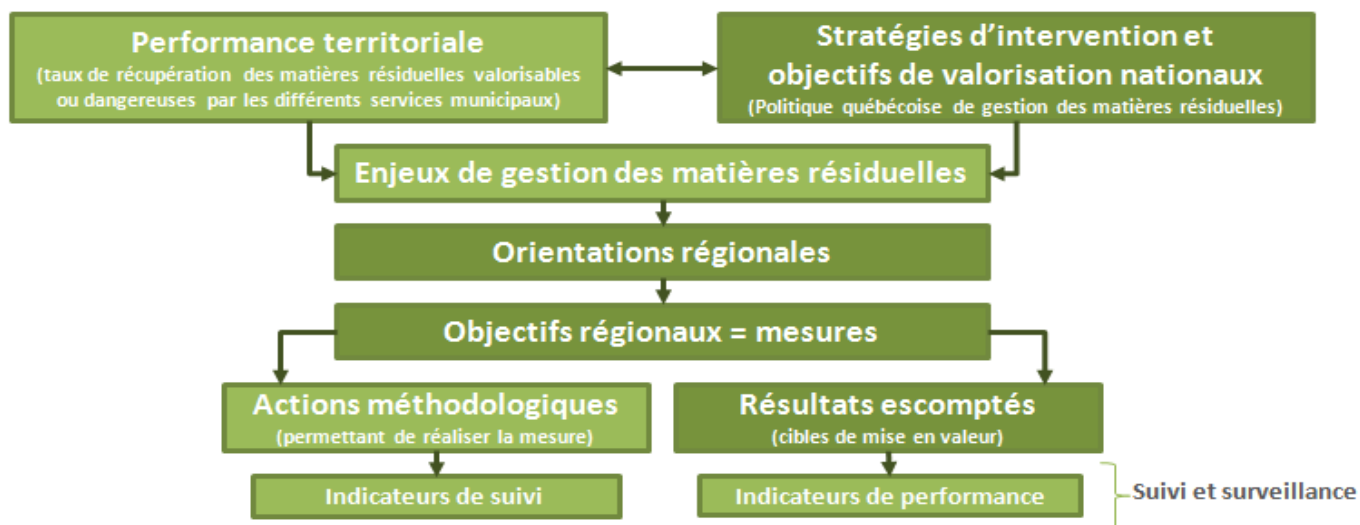 Performance territoriale
(taux de récupération des matières résiduelles valorisables
ou dangereuses par les différents services municipaux)
Stratégies d'intervention et
objectifs de valorisation nationaux
(Politique québécoise de gestion des matières résiduelles)
Enjeux de gestion des matières résiduelles
Orientations régionales
Objectifs régionaux = mesures
Actions méthodologiques
(permettant de réaliser la mesure)
Résultats escomptés
(cibles de mise en valeur)
Indicateurs de suivi
Indicateurs de performance
Suivi et surveillance